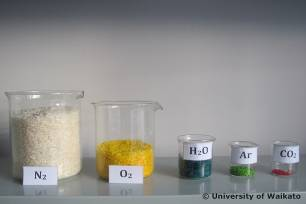 N₂
O₂
H₂O
Ar
CO₂
© University of Waikato